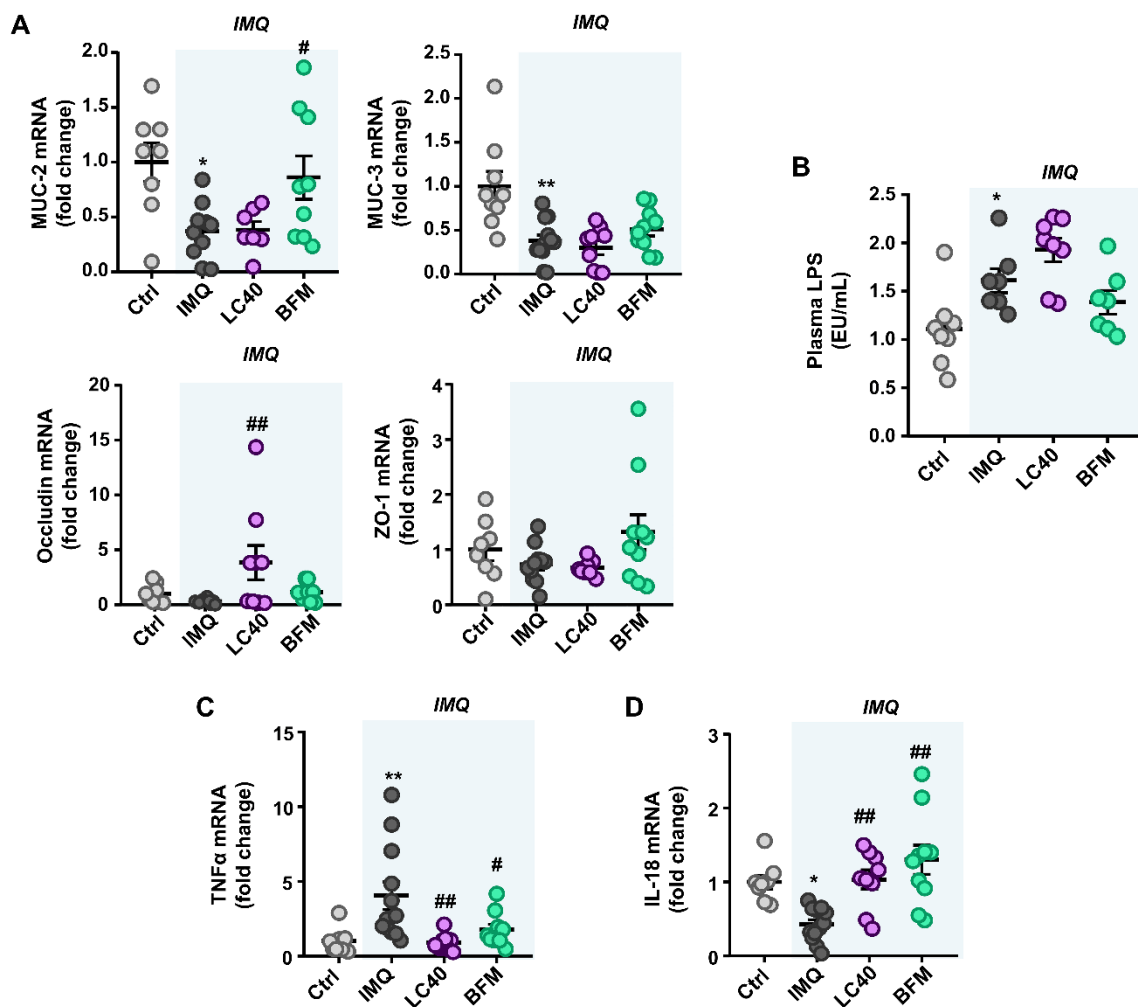 A
IMQ
MUC-2 mRNA
(fold change)
2.0
1.5
1.0
0.5
0.0
*
#
Ctrl
IMQ
LC40
BFM
IMQ
MUC-3 mRNA
(fold change)
2.5
2.0
1.5
1.0
0.5
0.0
**
Ctrl
IMQ
LC40
BFM
B
IMQ
Plasma LPS
(EU/mL)
2.5
2.0
1.5
1.0
0.5
0.0
*
Ctrl
IMQ
LC40
BFM
IMQ
Occludin mRNA
(fold change)
20
15
10
5
0
##
Ctrl
IMQ
LC40
BFM
IMQ
ZO-1 mRNA
(fold change)
4
3
2
1
0
Ctrl
IMQ
LC40
BFM
C
IMQ
TNFα mRNA
(fold change)
15
10
5
0
**
##
#
Ctrl
IMQ
LC40
BFM
D
IMQ
IL-18 mRNA
(fold change)
3
2
1
0
*
##
##
Ctrl
IMQ
LC40
BFM